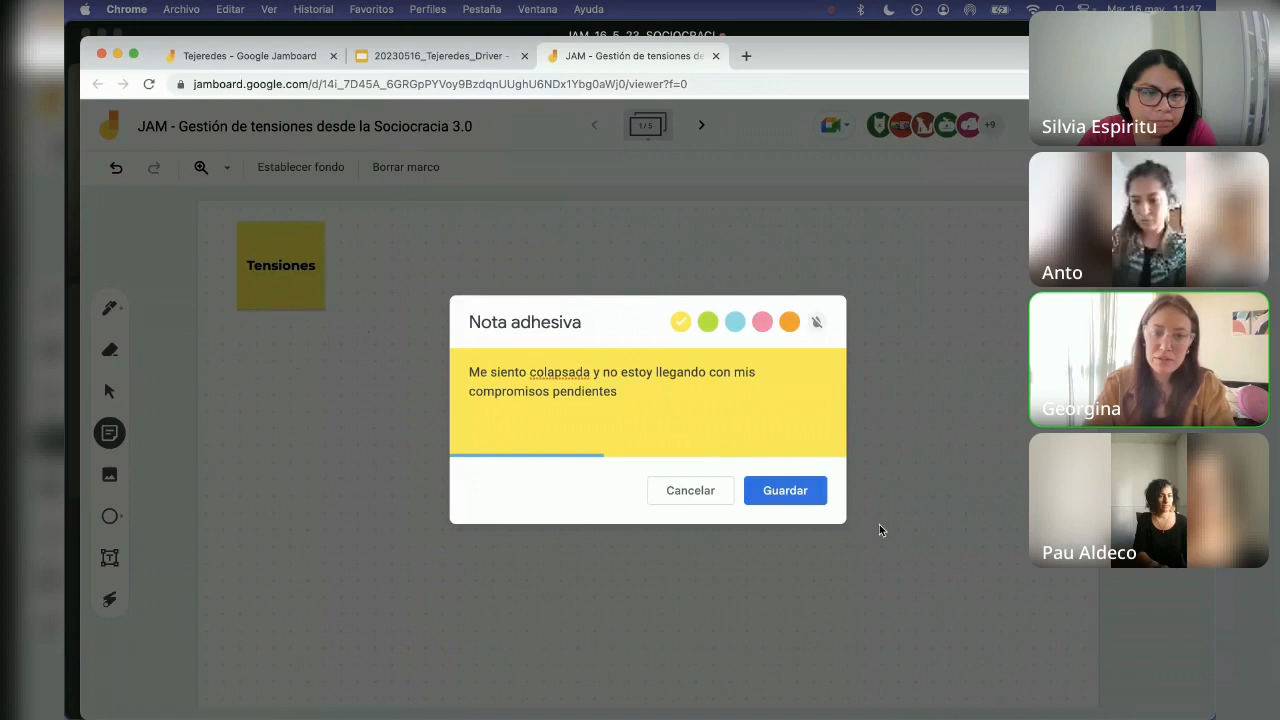 Chrome Archivo Editar Ver Historial Favoritos Perfiles Pestaña Ventana Ayuda
Mar 16 may 11:47
JAM_16_5_23_SOCIOCRACI
Tejeredes - Google Jamboard
20230516_Tejeredes_Driver -
JAM - Gestión de tensiones de
jamboard.google.com/d/14i_7D45A_6GRGpPYVoy9BzdqnUUghU6NDx1Ybg0aWj0/viewer?f=0
JAM - Gestión de tensiones desde la Sociocracia 3.0
1 / 5
+9
Establecer fondo
Borrar marco
Tensiones
Nota adhesiva
Me siento colapsada y no estoy llegando con mis
compromisos pendientes
Cancelar
Guardar
Silvia Espiritu
Anto
Georgina
Pau Aldeco